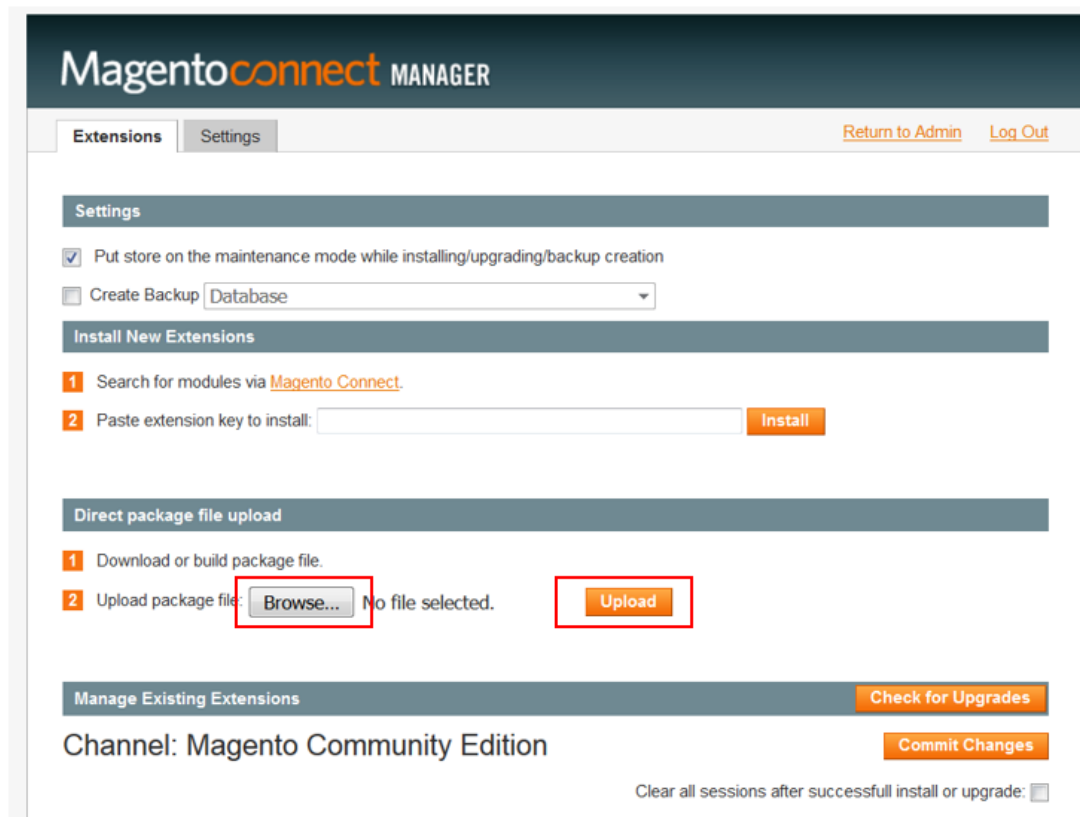 Magentoconnect MANAGER
Extensions Settings Return to Admin Log Out
Settings
Put store on the maintenance mode while installing/upgrading/backup creation
Create Backup Database
Install New Extensions
1 Search for modules via Magento Connect.
2 Paste extension key to install: Install
Direct package file upload
1 Download or build package file.
2 Upload package file: Browse... No file selected. Upload
Manage Existing Extensions Check for Upgrades
Channel: Magento Community Edition Commit Changes
Clear all sessions after successfull install or upgrade: